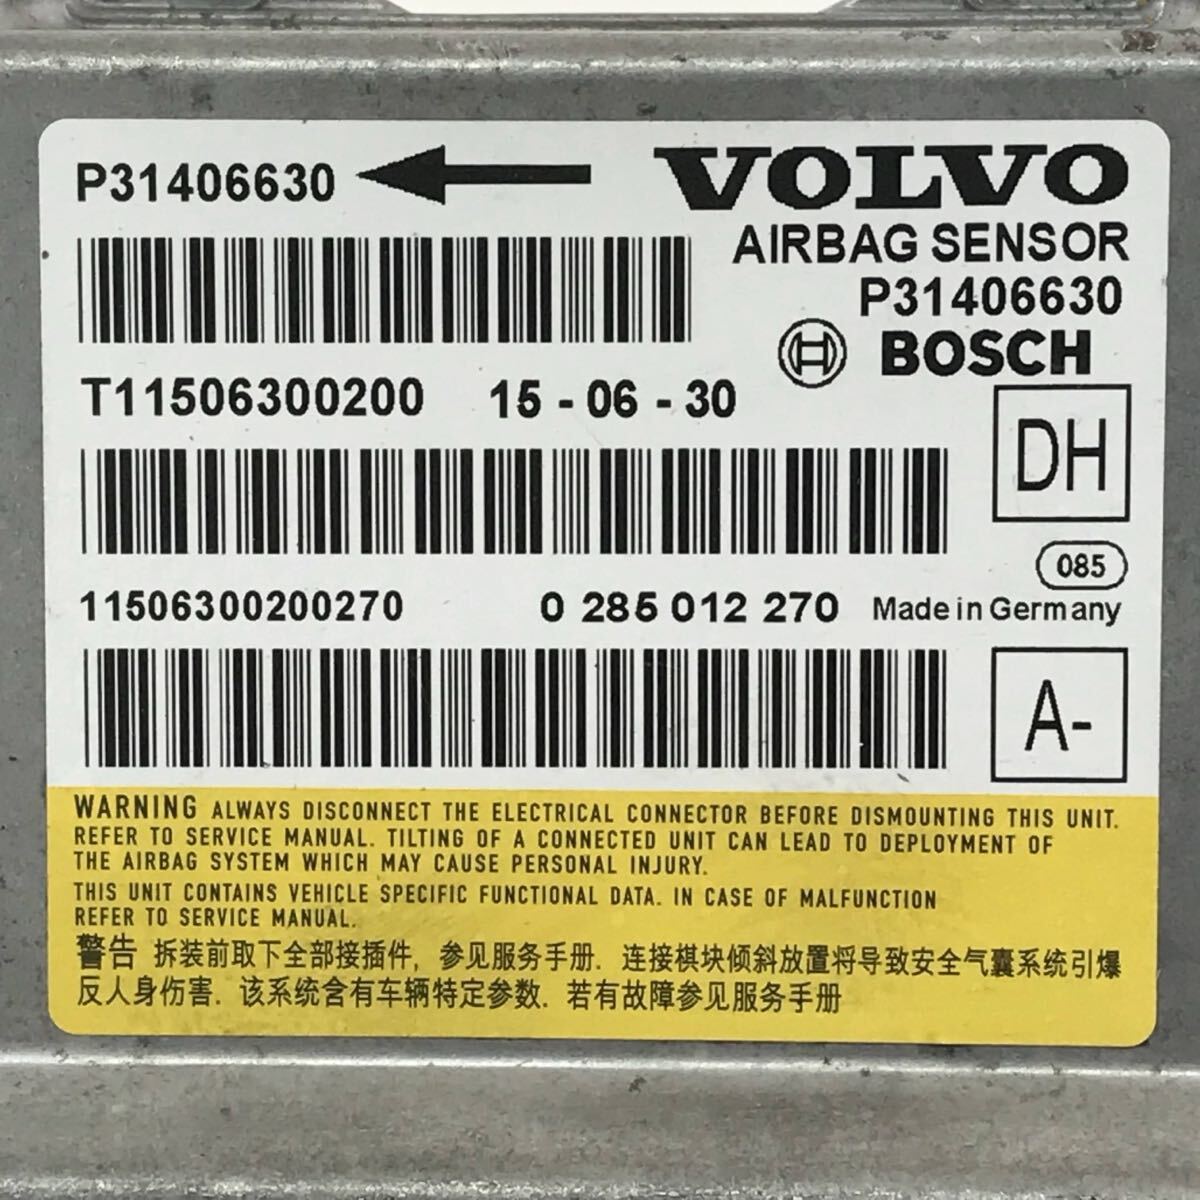 P31406630
VOLVO
AIRBAG SENSOR
P31406630
BOSCH
T11506300200 15 - 06 - 30
DH
085
11506300200270 0 285 012 270 Made in Germany
A-
WARNING ALWAYS DISCONNECT THE ELECTRICAL CONNECTOR BEFORE DISMOUNTING THIS UNIT.
REFER TO SERVICE MANUAL. TILTING OF A CONNECTED UNIT CAN LEAD TO DEPLOYMENT OF
THE AIRBAG SYSTEM WHICH MAY CAUSE PERSONAL INJURY.
THIS UNIT CONTAINS VEHICLE SPECIFIC FUNCTIONAL DATA. IN CASE OF MALFUNCTION
REFER TO SERVICE MANUAL.
警告 拆装前取下全部接插件, 参见服务手册. 连接棋块倾斜放置将导致安全气囊系统引爆
反人身伤害. 该系统含有车辆特定参数. 若有故障参见服务手册